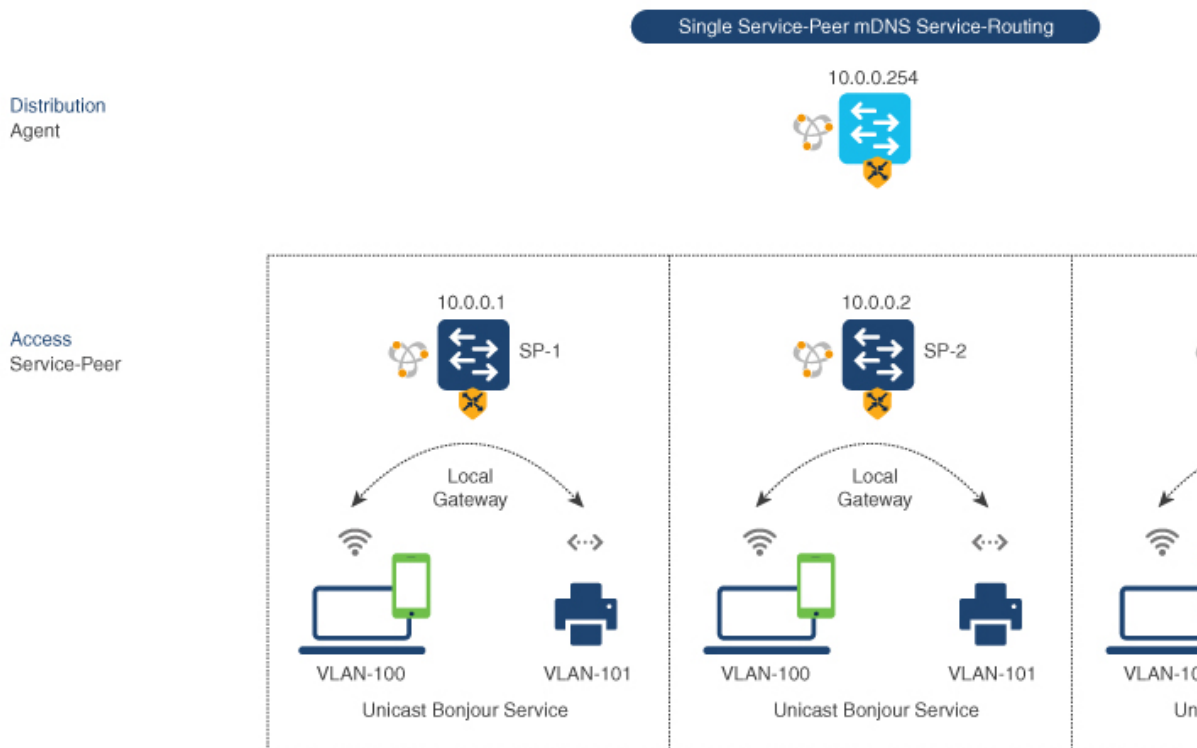 Single Service-Peer mDNS Service-Routing
10.0.0.254
Distribution
Agent
10.0.0.1
10.0.0.2
Access
Service-Peer
SP-1
SP-2
Local
Gateway
Local
Gateway
VLAN-100
VLAN-101
VLAN-100
VLAN-101
Unicast Bonjour Service
Unicast Bonjour Service